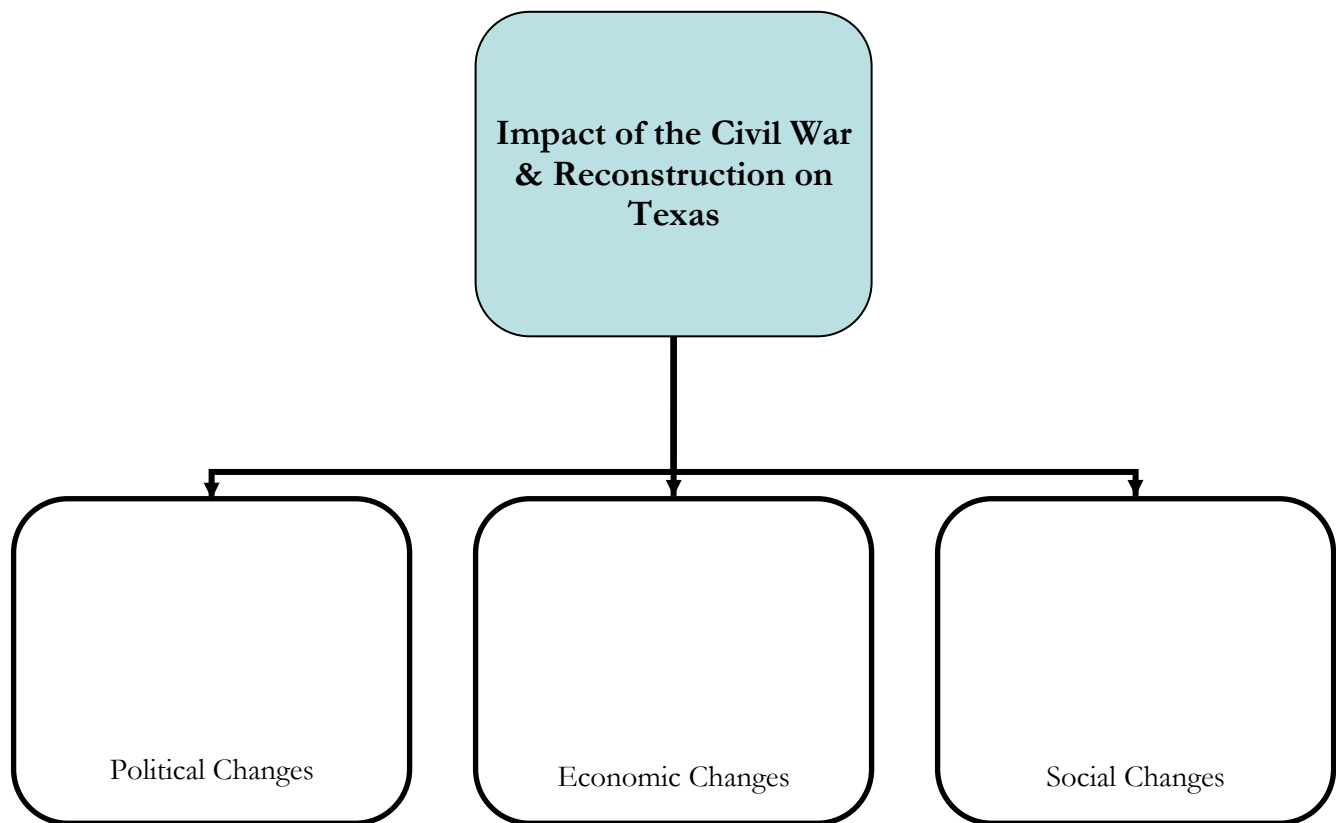 Impact of the Civil War
& Reconstruction on
Texas
Political Changes
Economic Changes
Social Changes